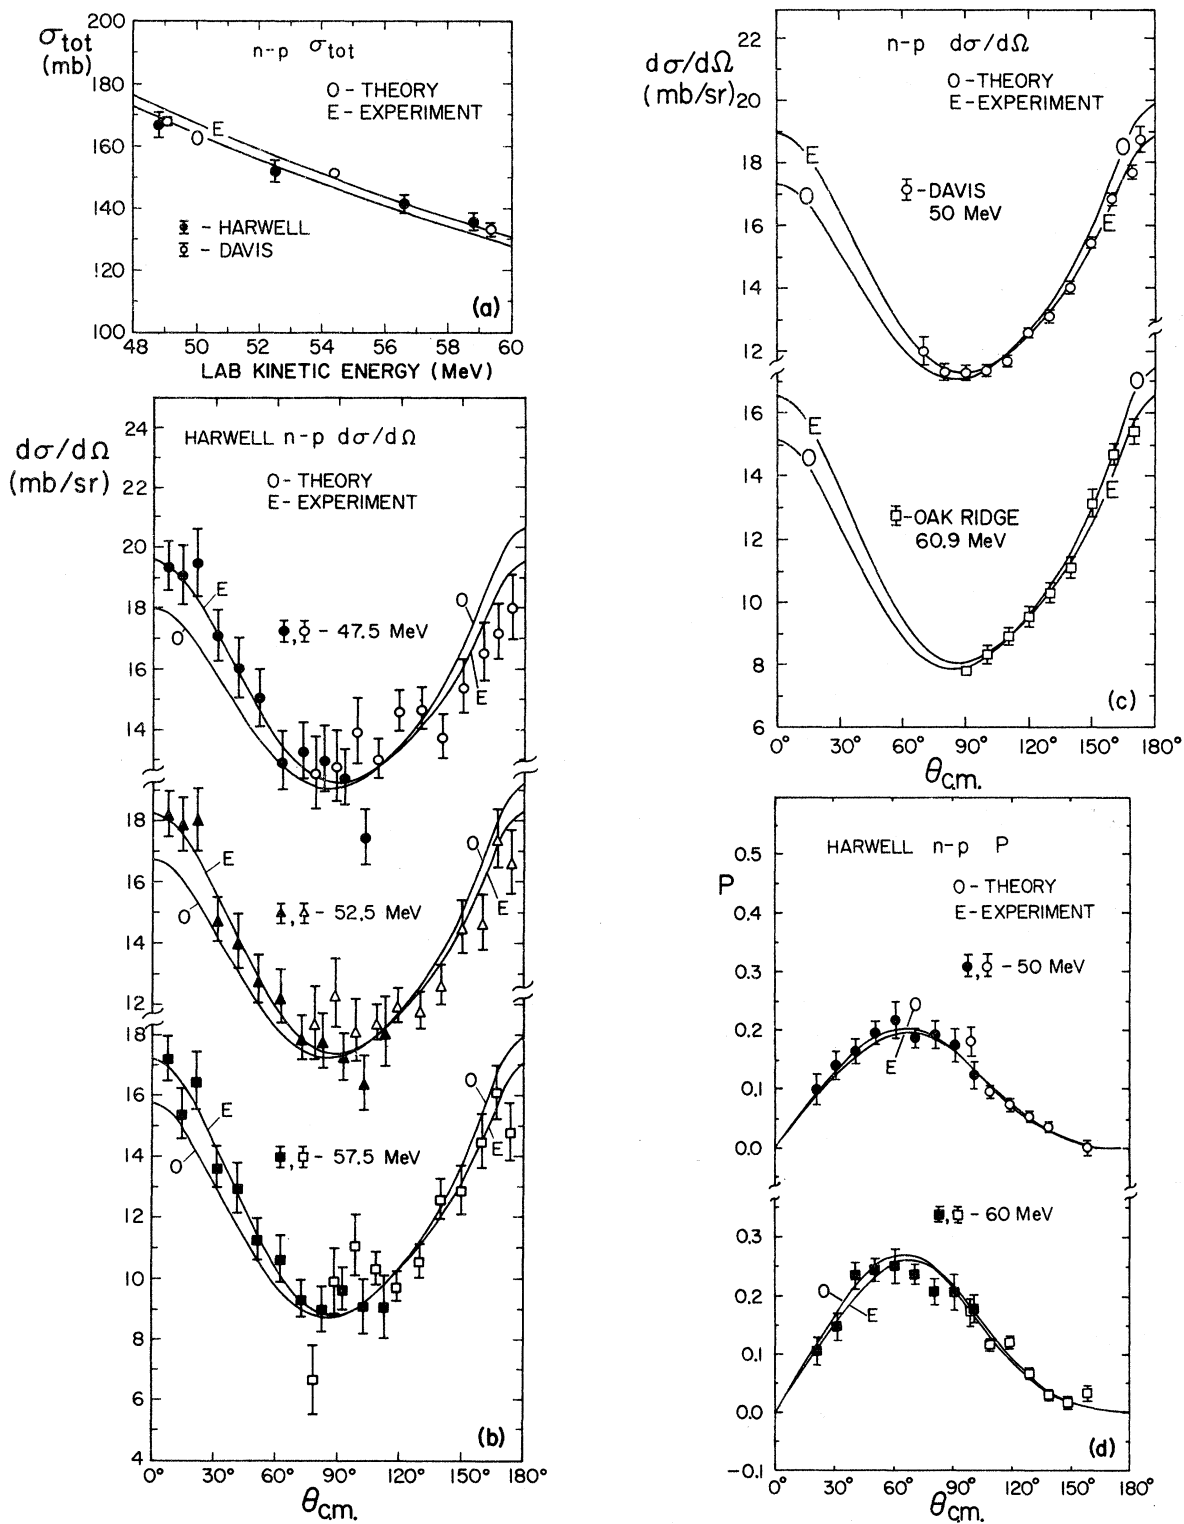 200
180
160
140
120
100
σtot
(mb)
n-p σtot
O - THEORY
E - EXPERIMENT
E
O
- HARWELL
- DAVIS
(a)
48 50 52 54 56 58 60
LAB KINETIC ENERGY (MeV)
dσ/dΩ
(mb/sr)
HARWELL n-p dσ/dΩ
O - THEORY
E - EXPERIMENT
24
22
20
18
16
14
E
O
, - 47.5 MeV
O
E
18
16
14
12
E
O
, - 52.5 MeV
O
E
18
16
14
12
10
8
6
4
E
O
, - 57.5 MeV
O
E
(b)
0° 30° 60° 90° 120° 150° 180°
θC.M.
dσ/dΩ
(mb/sr)
n-p dσ/dΩ
O - THEORY
E - EXPERIMENT
22
20
18
16
14
12
E
O
- DAVIS
50 MeV
O
E
16
14
12
10
8
6
E
O
- OAK RIDGE
60.9 MeV
O
E
(c)
0° 30° 60° 90° 120° 150° 180°
θC.M.
P
HARWELL n-p P
O - THEORY
E - EXPERIMENT
0.5
0.4
0.3
0.2
0.1
0.0
, - 50 MeV
O
E
0.3
0.2
0.1
0.0
-0.1
, - 60 MeV
O
E
(d)
0° 30° 60° 90° 120° 150° 180°
θC.M.